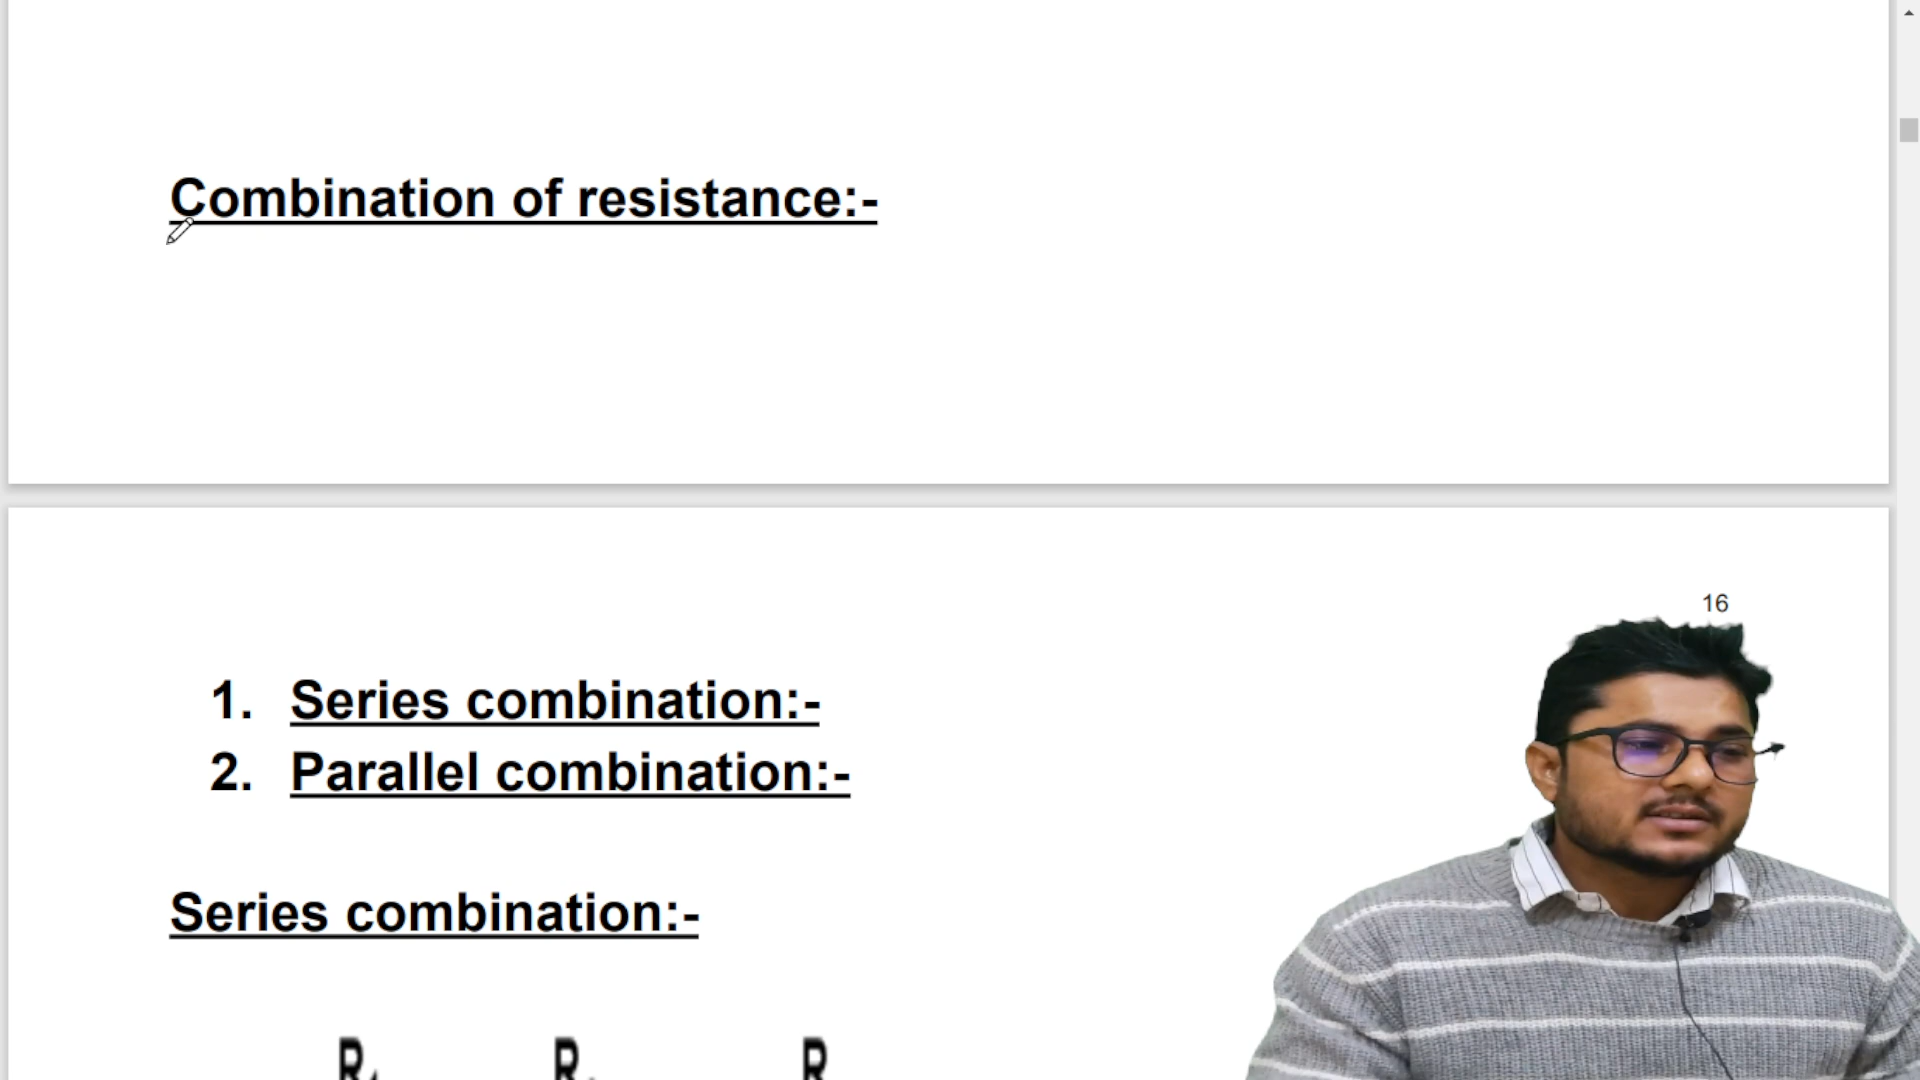 Combination of resistance:-
16
1. Series combination:-
2. Parallel combination:-
Series combination:-
R R R